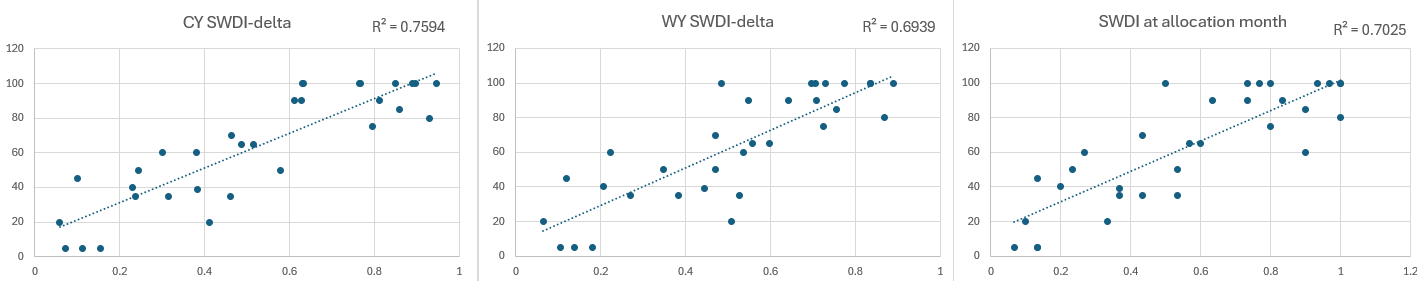 CY SWDI-delta
R² = 0.7594
120
100
80
60
40
20
0
0 0.2 0.4 0.6 0.8 1
WY SWDI-delta
R² = 0.6939
120
100
80
60
40
20
0
0 0.2 0.4 0.6 0.8 1
SWDI at allocation month
R² = 0.7025
120
100
80
60
40
20
0
0 0.2 0.4 0.6 0.8 1 1.2